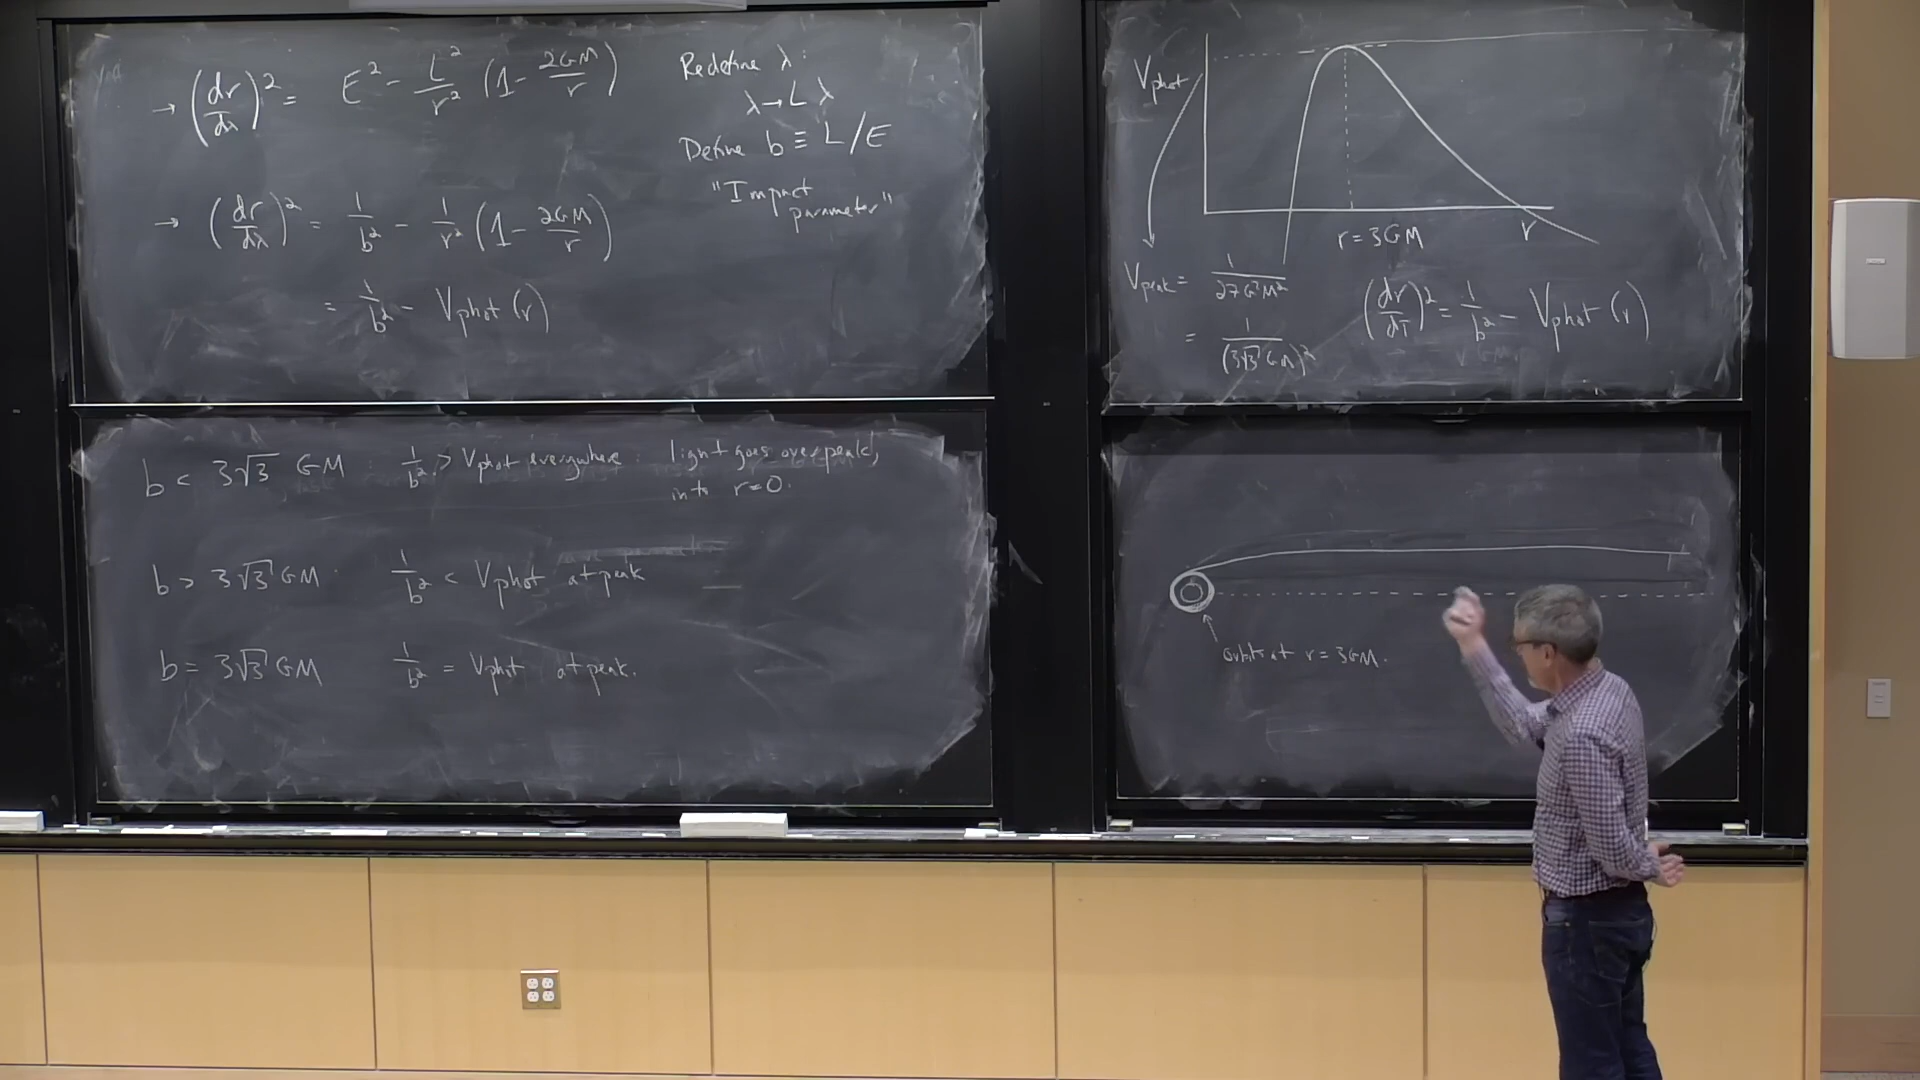 → (dr/dλ)² = E² - L²/r² (1 - 2GM/r)
Redefine λ:
λ → L λ
Define b ≡ L/E
"Impact
parameter"
→ (dr/dλ)² = 1/b² - 1/r² (1 - 2GM/r)
= 1/b² - Vphot (r)
b < 3√3 GM : 1/b² > Vphot everywhere : light goes over peak,
into r=0.
b > 3√3 GM 1/b² < Vphot at peak
b = 3√3 GM 1/b² = Vphot at peak.
Vphot
r = 3GM
r
Vpeak = 1/27G²M²
= 1/(3√3 GM)²
(dr/dτ)² = 1/b² - Vphot (r)
orbits at r = 3GM.